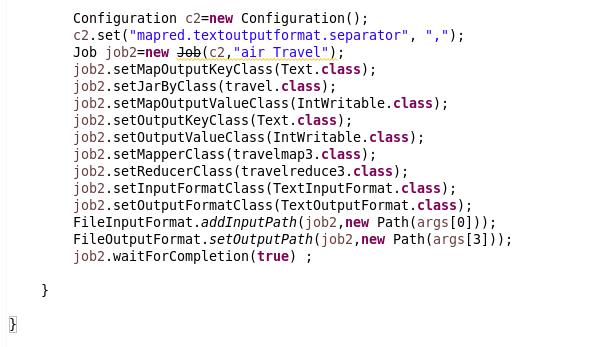 Configuration c2=new Configuration();
c2.set("mapred.textoutputformat.separator", ",");
Job job2=new Job(c2,"air Travel");
job2.setMapOutputKeyClass(Text.class);
job2.setJarByClass(travel.class);
job2.setMapOutputValueClass(IntWritable.class);
job2.setOutputKeyClass(Text.class);
job2.setOutputValueClass(IntWritable.class);
job2.setMapperClass(travelmap3.class);
job2.setReducerClass(travelreduce3.class);
job2.setInputFormatClass(TextInputFormat.class);
job2.setOutputFormatClass(TextOutputFormat.class);
FileInputFormat.addInputPath(job2,new Path(args[0]));
FileOutputFormat.setOutputPath(job2,new Path(args[3]));
job2.waitForCompletion(true) ;
}
}